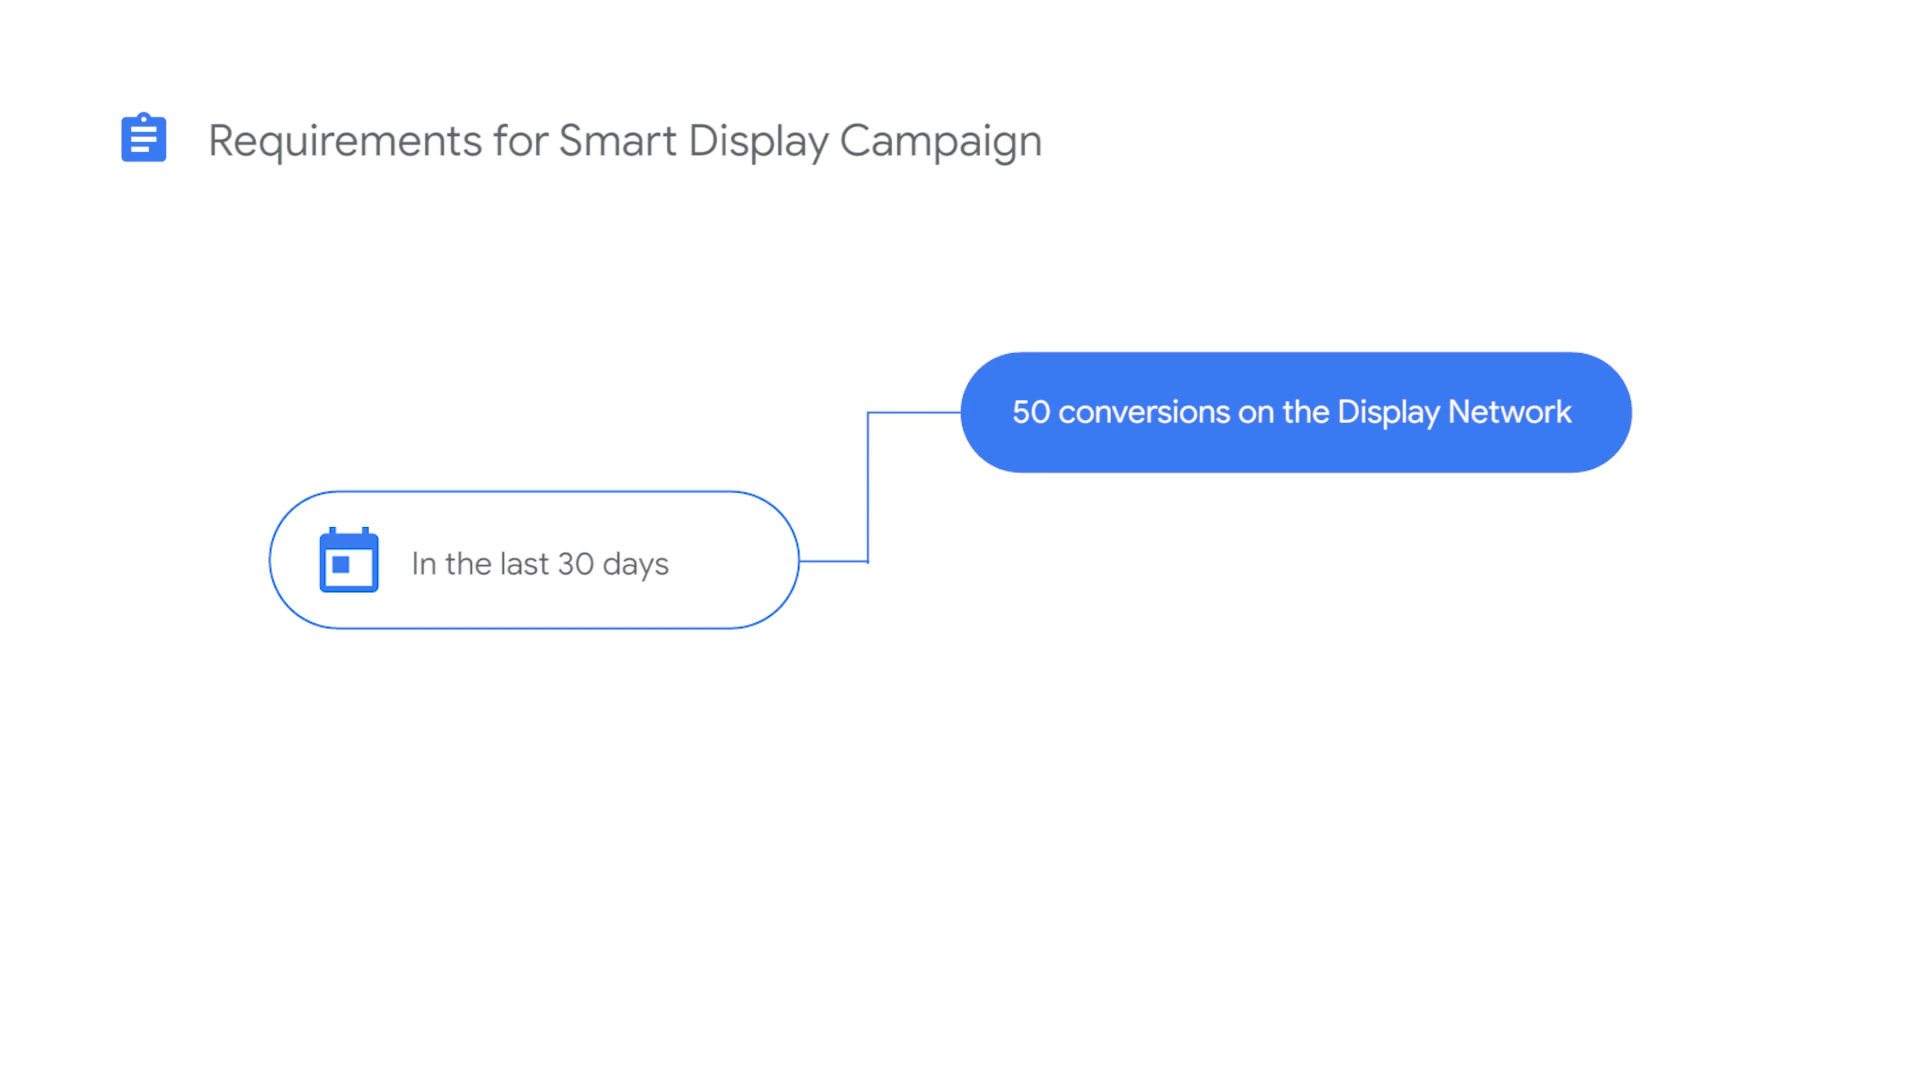 Requirements for Smart Display Campaign
50 conversions on the Display Network
In the last 30 days